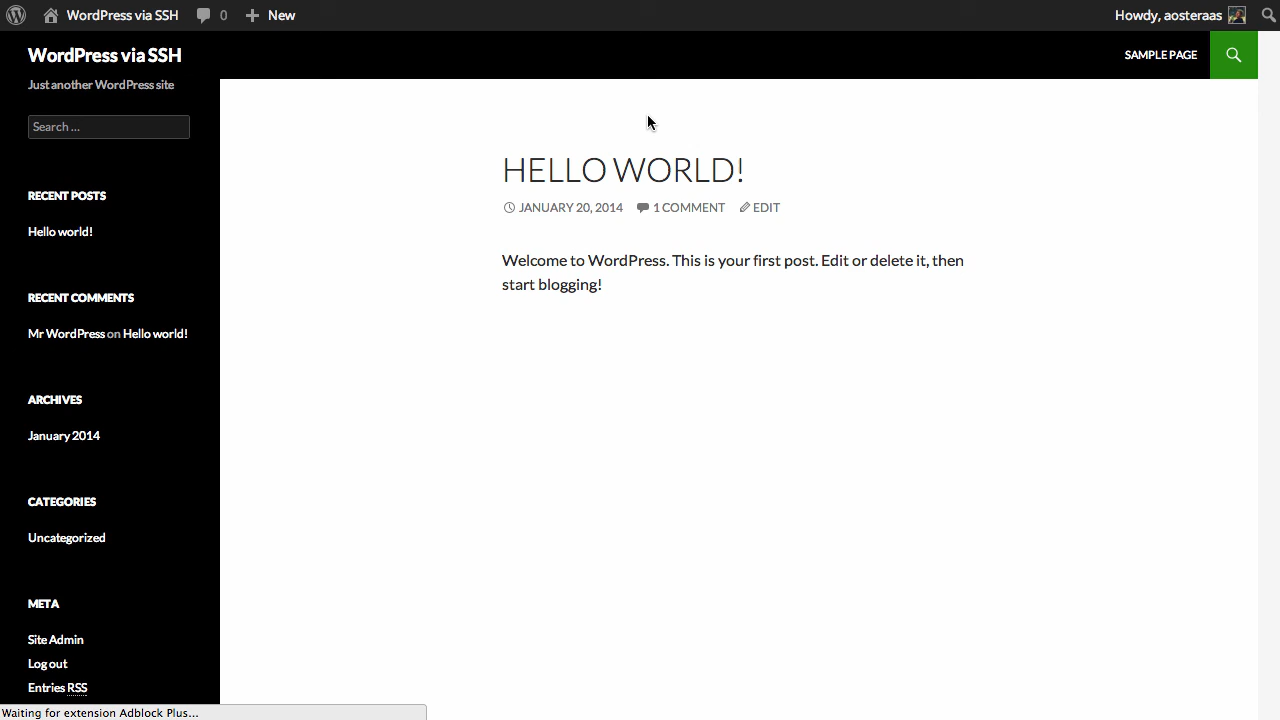 WordPress via SSH 0 New Howdy, aosteraas
WordPress via SSH
SAMPLE PAGE
Just another WordPress site
Search ...
RECENT POSTS
Hello world!
RECENT COMMENTS
Mr WordPress on Hello world!
ARCHIVES
January 2014
CATEGORIES
Uncategorized
META
Site Admin
Log out
Entries RSS
HELLO WORLD!
JANUARY 20, 2014 1 COMMENT EDIT
Welcome to WordPress. This is your first post. Edit or delete it, then
start blogging!
Waiting for extension Adblock Plus...